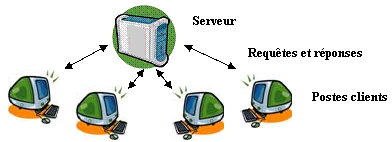 Serveur
Requêtes et réponses
Postes clients